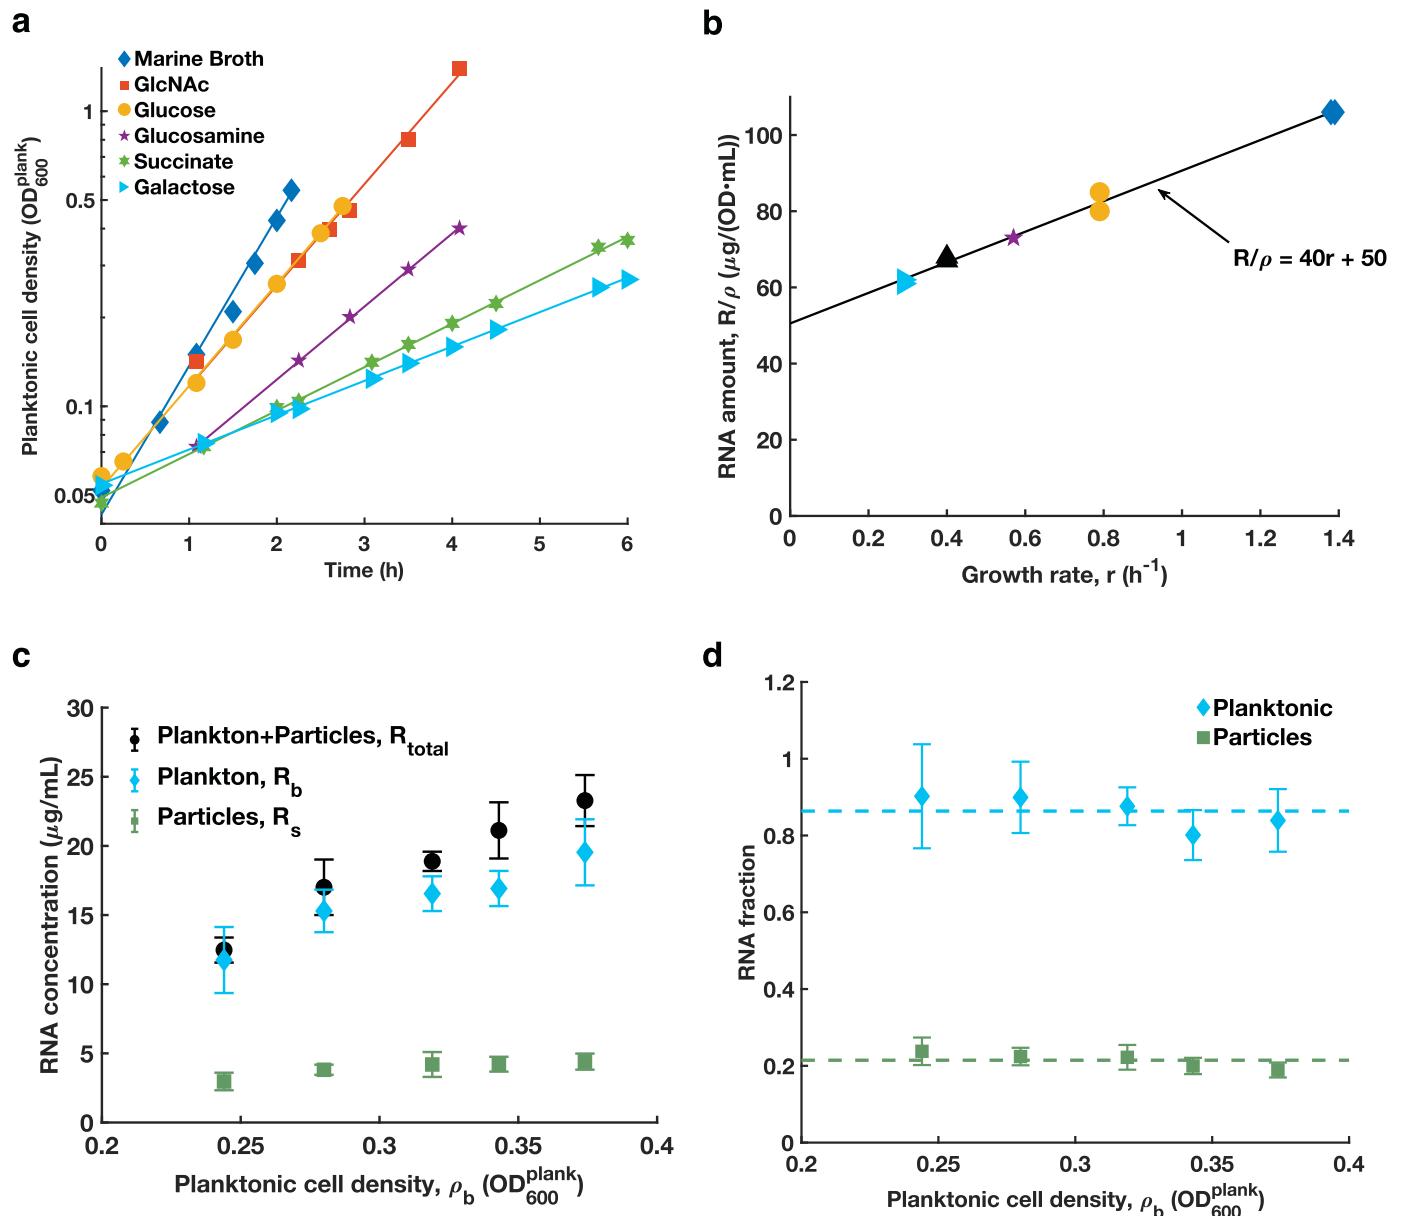 a
Marine Broth
GlcNAc
Glucose
Glucosamine
Succinate
Galactose
Planktonic cell density (OD600plank)
1
0.5
0.1
0.05
0 1 2 3 4 5 6
Time (h)
b
RNA amount, R/ρ (μg/(OD•mL))
100
80
60
40
20
0
R/ρ = 40r + 50
0 0.2 0.4 0.6 0.8 1 1.2 1.4
Growth rate, r (h-1)
c
Plankton+Particles, Rtotal
Plankton, Rb
Particles, Rs
RNA concentration (μg/mL)
30
25
20
15
10
5
0
0.2 0.25 0.3 0.35 0.4
Planktonic cell density, ρb (OD600plank)
d
Planktonic
Particles
RNA fraction
1.2
1
0.8
0.6
0.4
0.2
0
0.2 0.25 0.3 0.35 0.4
Planktonic cell density, ρb (OD600plank)